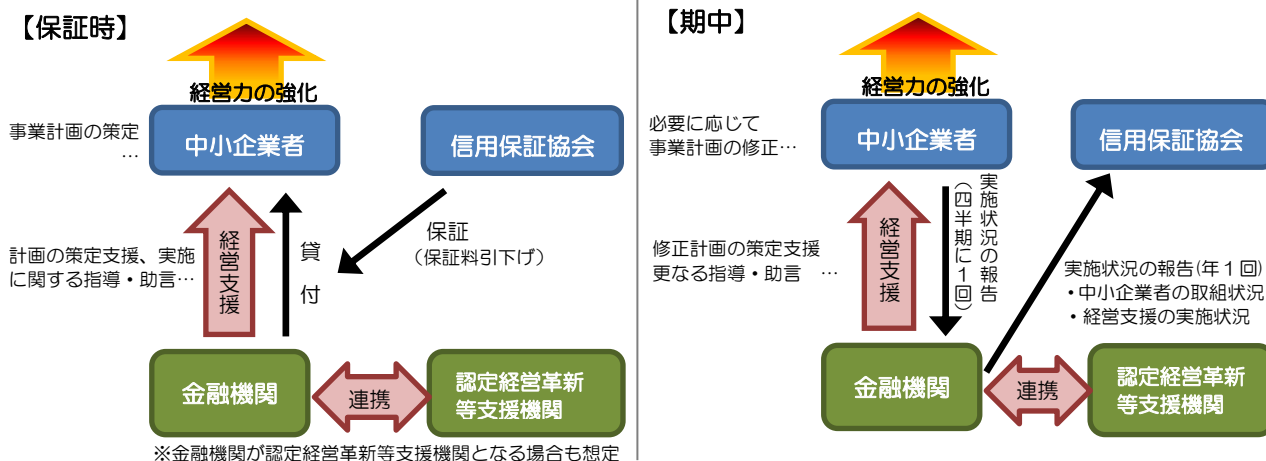 【保証時】
経営力の強化
事業計画の策定
…
中小企業者
信用保証協会
計画の策定支援、実施
に関する指導・助言…
経営支援
貸付
保証
（保証料引下げ）
金融機関
連携
認定経営革新
等支援機関
※金融機関が認定経営革新等支援機関となる場合も想定
【期中】
経営力の強化
必要に応じて
事業計画の修正…
中小企業者
信用保証協会
修正計画の策定支援
更なる指導・助言 …
経営支援
実施状況の報告
（四半期に１回）
実施状況の報告(年１回)
・中小企業者の取組状況
・経営支援の実施状況
金融機関
連携
認定経営革新
等支援機関